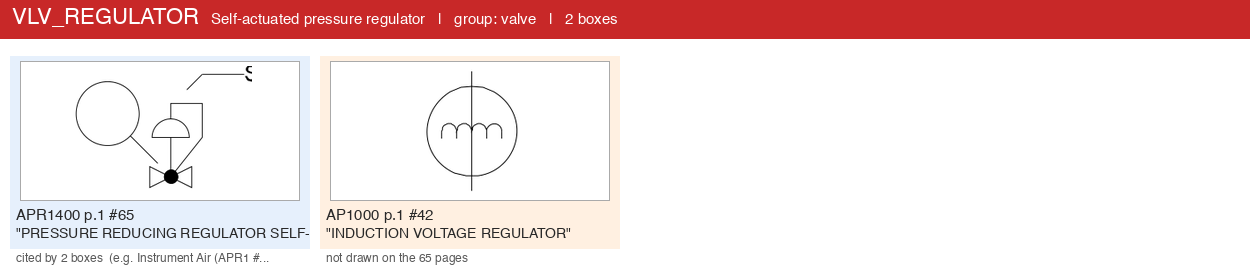 VLV_REGULATOR Self-actuated pressure regulator | group: valve | 2 boxes
S
APR1400 p.1 #65
"PRESSURE REDUCING REGULATOR SELF-
cited by 2 boxes (e.g. Instrument Air (APR1 #...
AP1000 p.1 #42
"INDUCTION VOLTAGE REGULATOR"
not drawn on the 65 pages